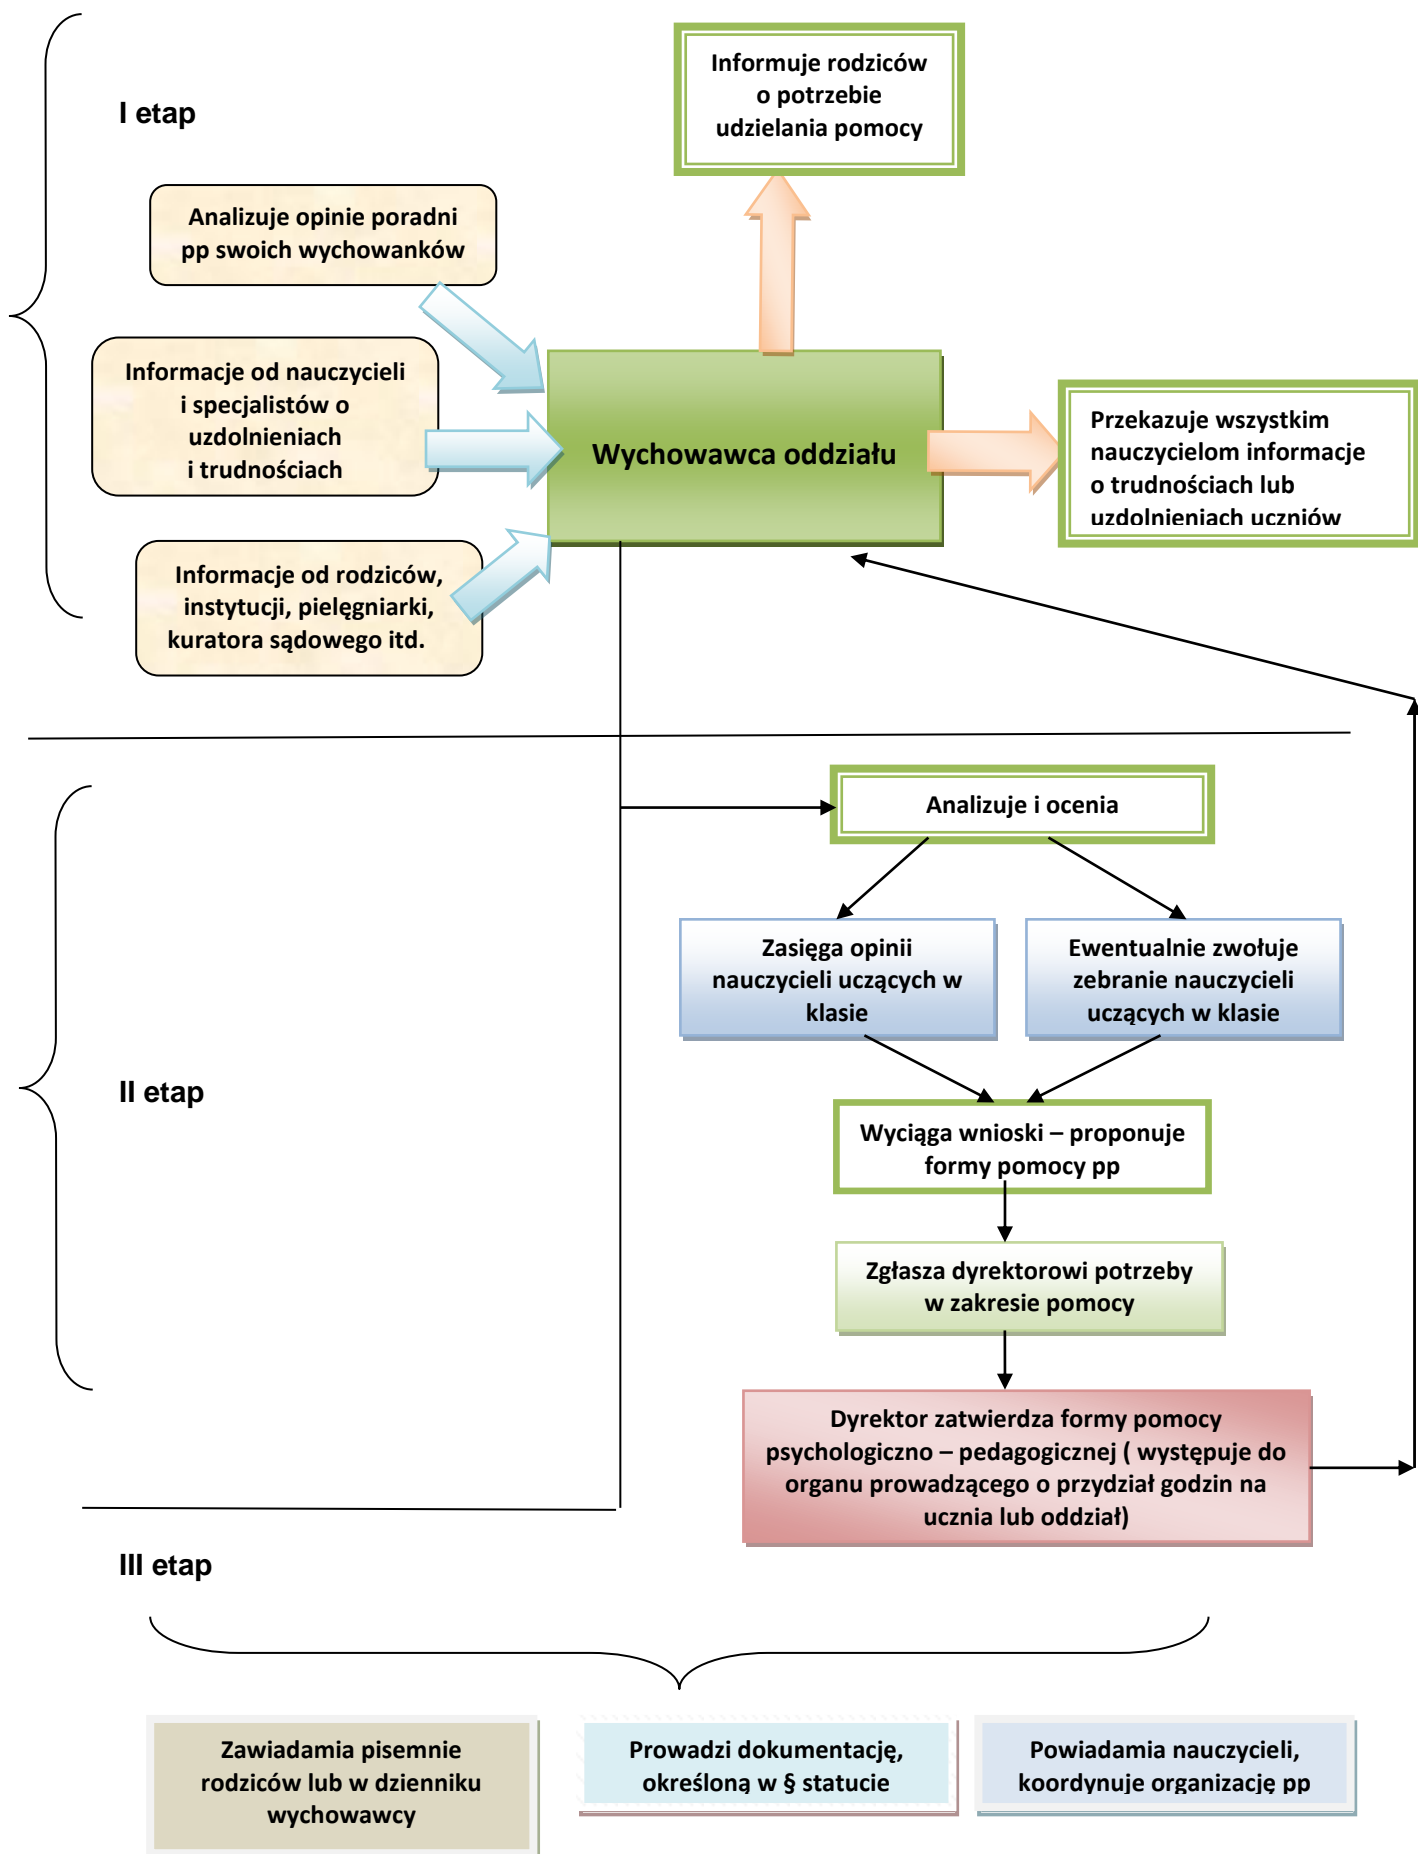 I etap
Informuje rodziców
o potrzebie
udzielania pomocy
Analizuje opinie poradni
pp swoich wychowanków
Informacje od nauczycieli
i specjalistów o
uzdolnieniach
i trudnościach
Wychowawca oddziału
Przekazuje wszystkim
nauczycielom informacje
o trudnościach lub
uzdolnieniach uczniów
Informacje od rodziców,
instytucji, pielęgniarki,
kuratora sądowego itd.
II etap
Analizuje i ocenia
Zasięga opinii
nauczycieli uczących w
klasie
Ewentualnie zwołuje
zebranie nauczycieli
uczących w klasie
Wyciąga wnioski – proponuje
formy pomocy pp
Zgłasza dyrektorowi potrzeby
w zakresie pomocy
Dyrektor zatwierdza formy pomocy
psychologiczno – pedagogicznej ( występuje do
organu prowadzącego o przydział godzin na
ucznia lub oddział)
III etap
Zawiadamia pisemnie
rodziców lub w dzienniku
wychowawcy
Prowadzi dokumentację,
określoną w § statucie
Powiadamia nauczycieli,
koordynuje organizację pp